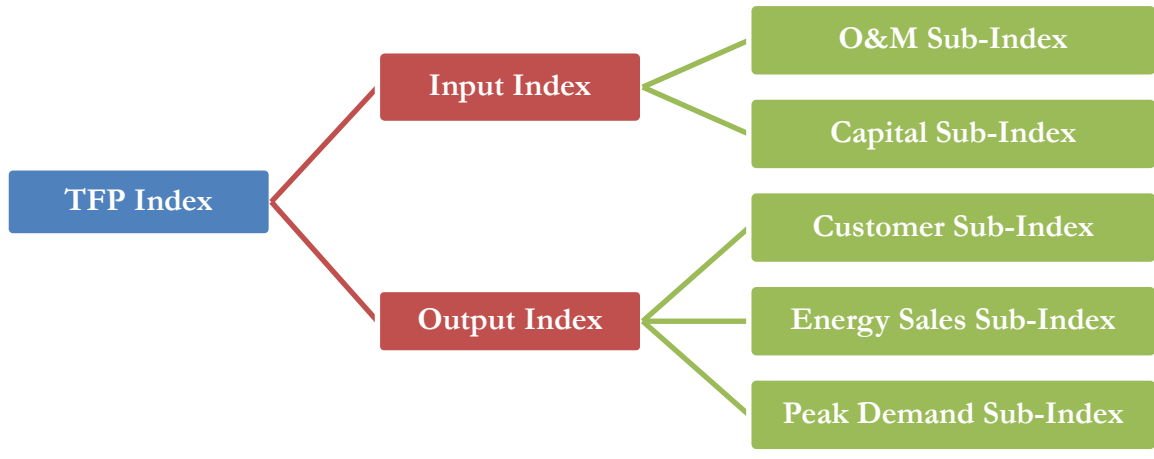 TFP Index
Input Index
O&M Sub-Index
Capital Sub-Index
Output Index
Customer Sub-Index
Energy Sales Sub-Index
Peak Demand Sub-Index